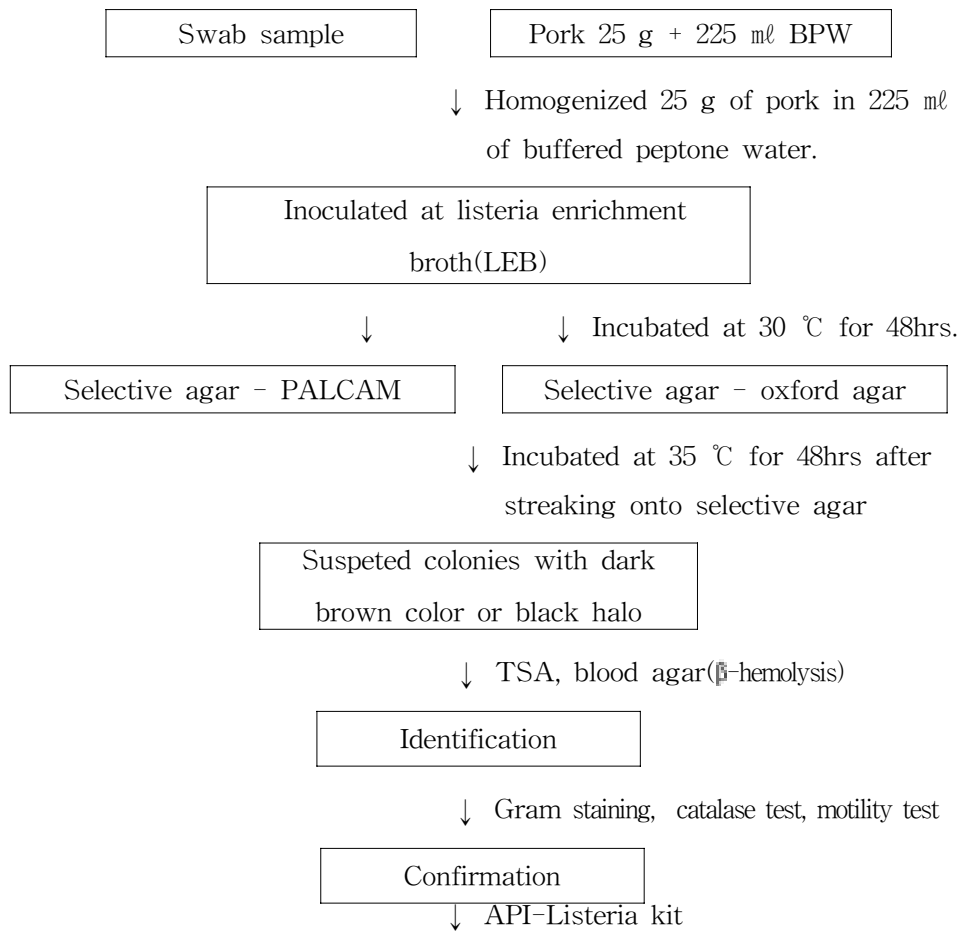 Swab sample
Pork 25 g + 225 ㎖ BPW
↓ Homogenized 25 g of pork in 225 ㎖
of buffered peptone water.
Inoculated at listeria enrichment
broth(LEB)
↓ ↓ Incubated at 30 ℃ for 48hrs.
Selective agar - PALCAM
Selective agar - oxford agar
↓ Incubated at 35 ℃ for 48hrs after
streaking onto selective agar
Suspeted colonies with dark
brown color or black halo
↓ TSA, blood agar(β-hemolysis)
Identification
↓ Gram staining, catalase test, motility test
Confirmation
↓ API-Listeria kit